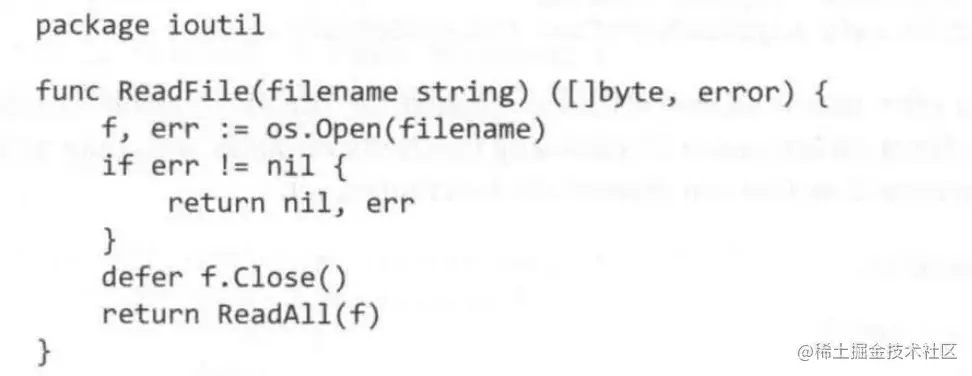 package ioutil
func ReadFile(filename string) ([]byte, error) {
    f, err := os.Open(filename)
    if err != nil {
        return nil, err
    }
    defer f.Close()
    return ReadAll(f)
}
@稀土掘金技术社区